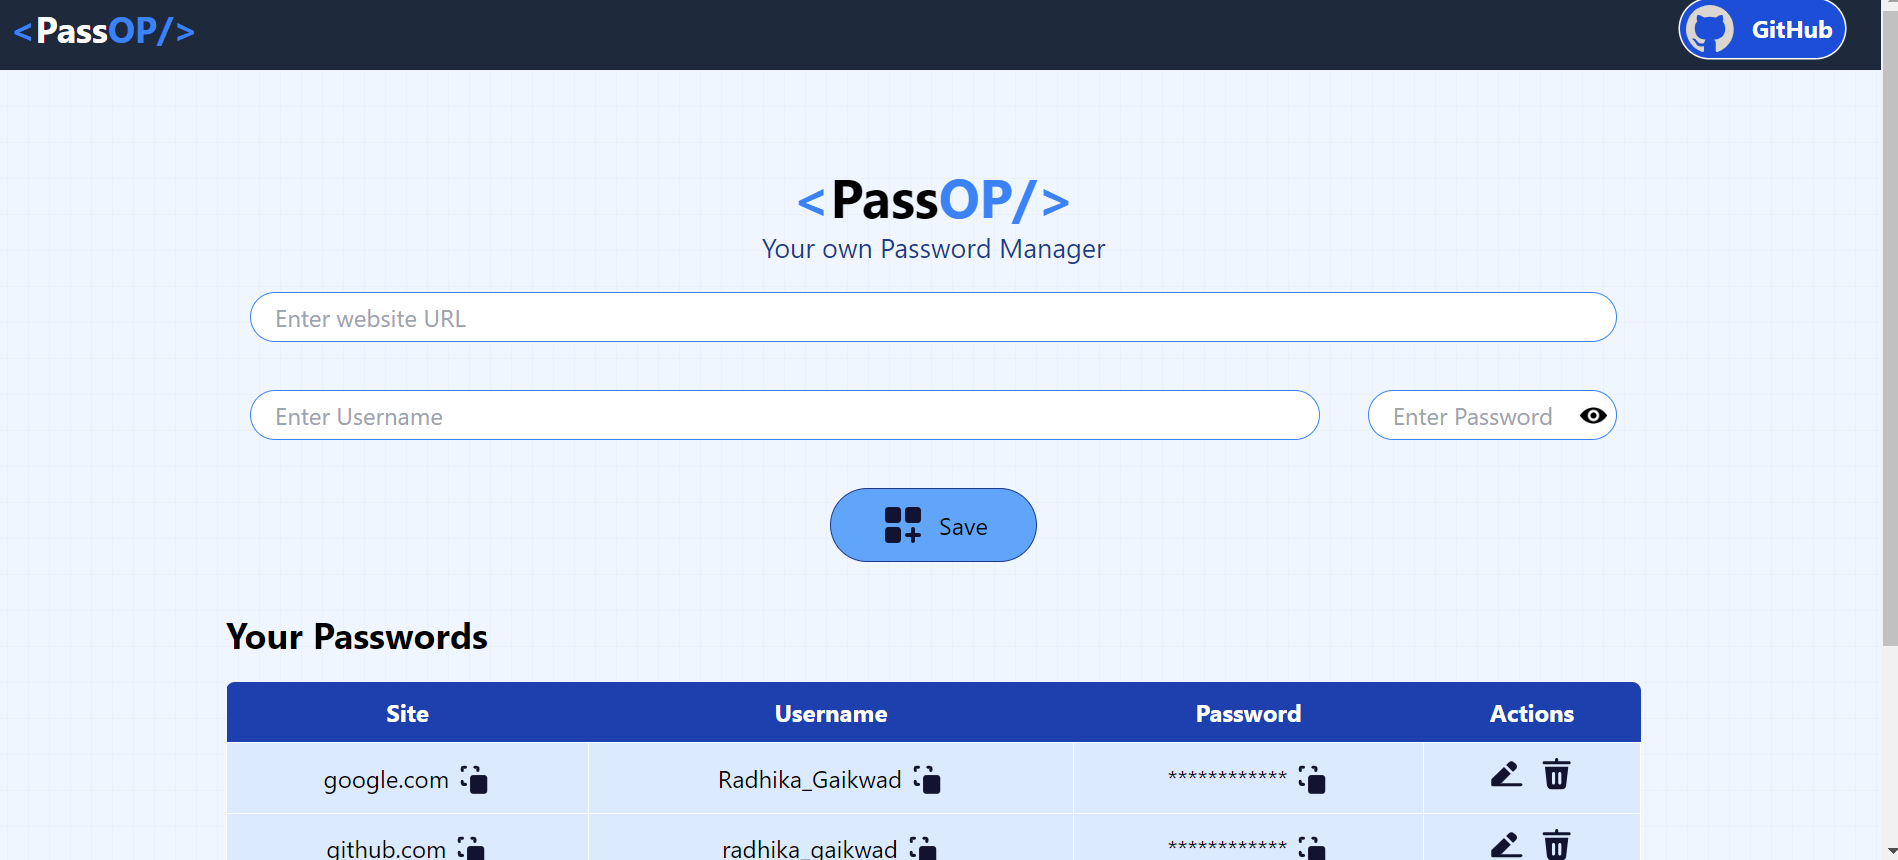 <PassOP/>
GitHub
<PassOP/>
Your own Password Manager
Enter website URL
Enter Username
Enter Password
Save
Your Passwords
Site Username Password Actions
google.com Radhika_Gaikwad ************
github.com radhika_gaikwad ************